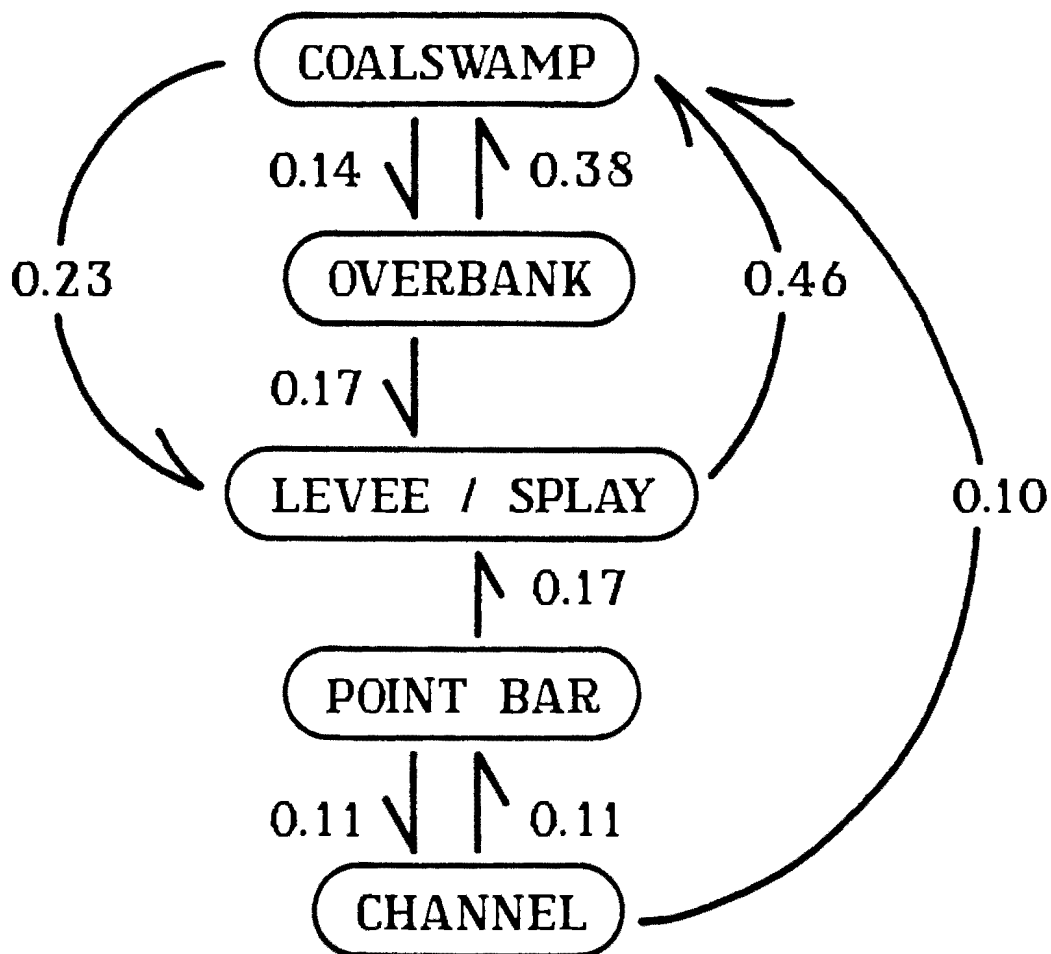 COALSWAMP
0.14 0.38
0.23 OVERBANK 0.46
0.17
LEVEE / SPLAY 0.10
0.17
POINT BAR
0.11 0.11
CHANNEL